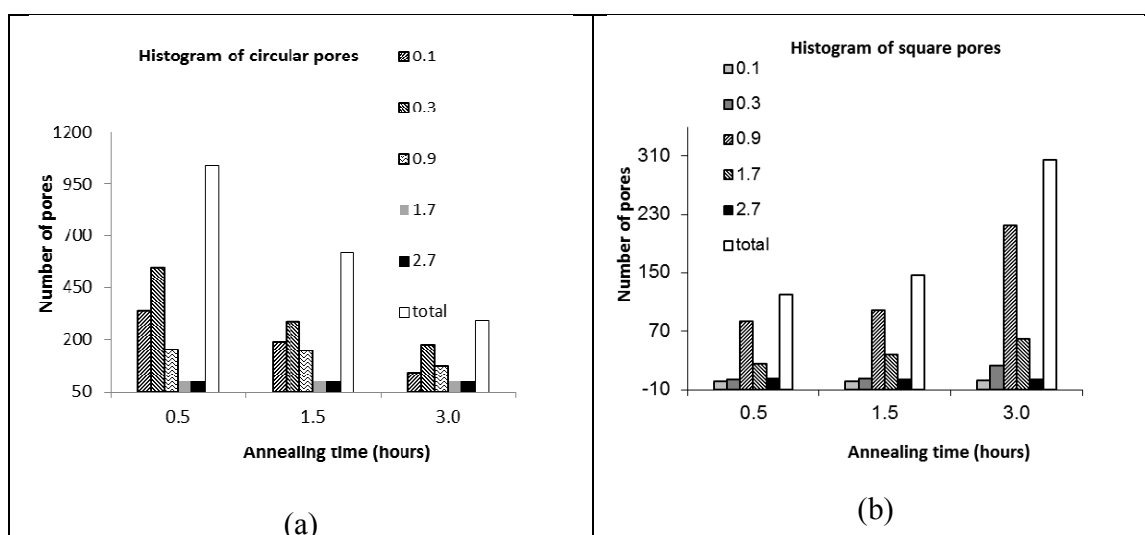 Histogram of circular pores
0.1
0.3
0.9
1.7
2.7
total
1200
950
700
450
200
50
Number of pores
0.5 1.5 3.0
Annealing time (hours)
(a)
Histogram of square pores
0.1
0.3
0.9
1.7
2.7
total
310
230
150
70
-10
Number of pores
0.5 1.5 3.0
Annealing time (hours)
(b)